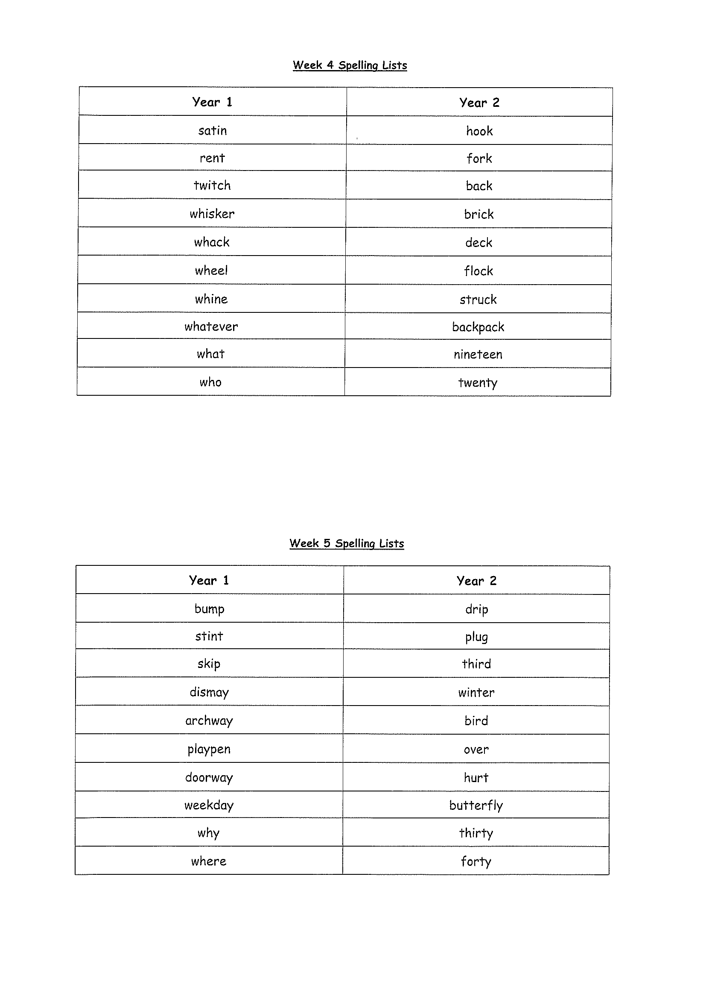 Week 4 Spelling Lists
Year 1 Year 2
satin hook
rent fork
twitch back
whisker brick
whack deck
wheel flock
whine struck
whatever backpack
what nineteen
who twenty
Week 5 Spelling Lists
Year 1 Year 2
bump drip
stint plug
skip third
dismay winter
archway bird
playpen over
doorway hurt
weekday butterfly
why thirty
where forty